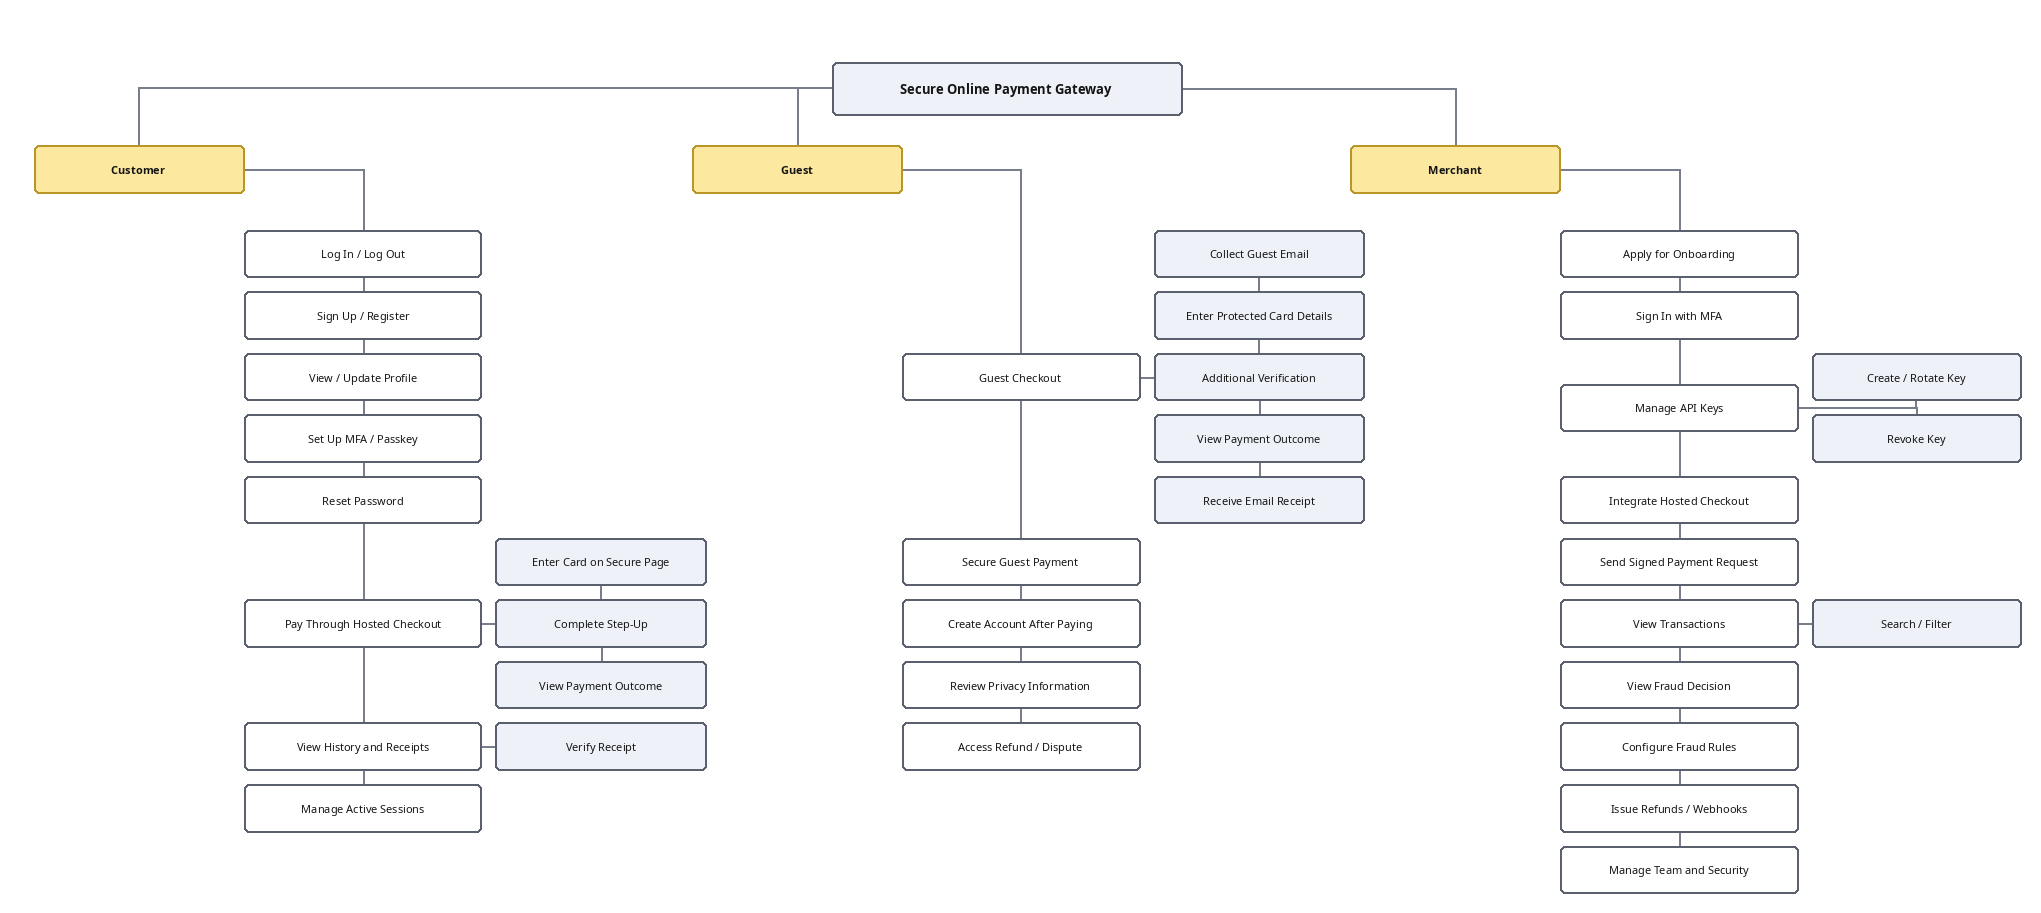 Secure Online Payment Gateway
Customer
Log In / Log Out
Sign Up / Register
View / Update Profile
Set Up MFA / Passkey
Reset Password
Pay Through Hosted Checkout
Enter Card on Secure Page
Complete Step-Up
View Payment Outcome
View History and Receipts
Verify Receipt
Manage Active Sessions
Guest
Guest Checkout
Collect Guest Email
Enter Protected Card Details
Additional Verification
View Payment Outcome
Receive Email Receipt
Secure Guest Payment
Create Account After Paying
Review Privacy Information
Access Refund / Dispute
Merchant
Apply for Onboarding
Sign In with MFA
Manage API Keys
Create / Rotate Key
Revoke Key
Integrate Hosted Checkout
Send Signed Payment Request
View Transactions
Search / Filter
View Fraud Decision
Configure Fraud Rules
Issue Refunds / Webhooks
Manage Team and Security